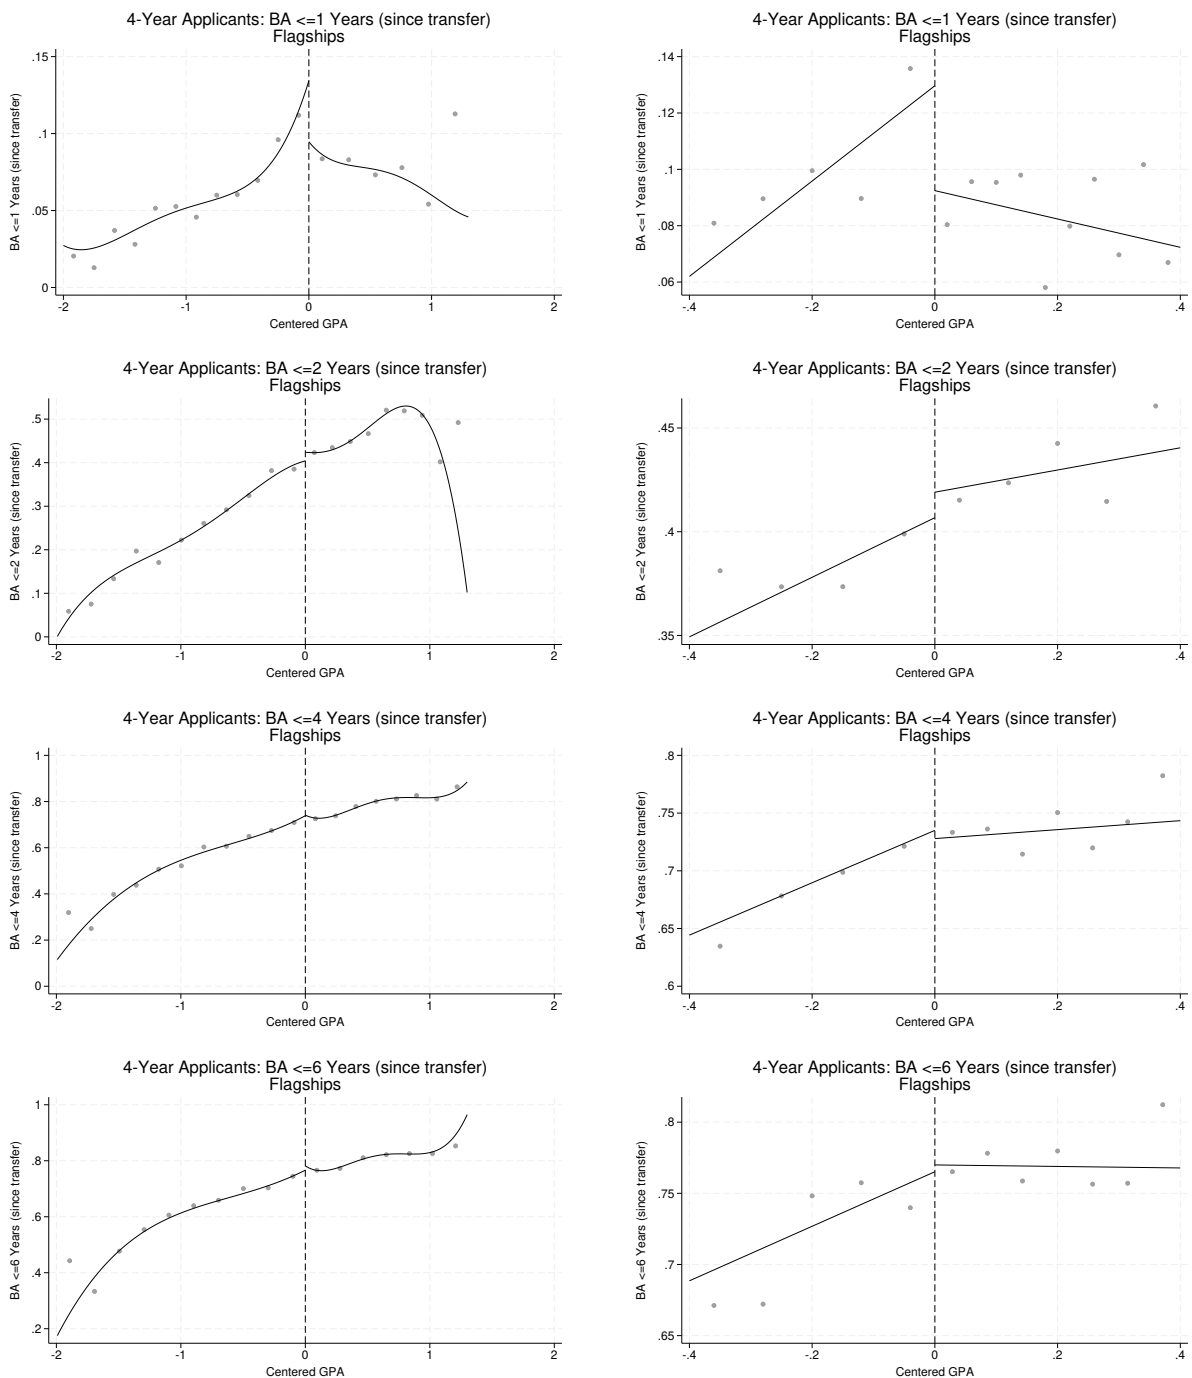 4-Year Applicants: BA <=1 Years (since transfer)
Flagships
BA <=1 Years (since transfer)
.15
.1
.05
0
-2 -1 0 1 2
Centered GPA
4-Year Applicants: BA <=1 Years (since transfer)
Flagships
BA <=1 Years (since transfer)
.14
.12
.1
.08
.06
-.4 -.2 0 .2 .4
Centered GPA
4-Year Applicants: BA <=2 Years (since transfer)
Flagships
BA <=2 Years (since transfer)
.5
.4
.3
.2
.1
0
-2 -1 0 1 2
Centered GPA
4-Year Applicants: BA <=2 Years (since transfer)
Flagships
BA <=2 Years (since transfer)
.45
.4
.35
-.4 -.2 0 .2 .4
Centered GPA
4-Year Applicants: BA <=4 Years (since transfer)
Flagships
BA <=4 Years (since transfer)
1
.8
.6
.4
.2
0
-2 -1 0 1 2
Centered GPA
4-Year Applicants: BA <=4 Years (since transfer)
Flagships
BA <=4 Years (since transfer)
.8
.75
.7
.65
.6
-.4 -.2 0 .2 .4
Centered GPA
4-Year Applicants: BA <=6 Years (since transfer)
Flagships
BA <=6 Years (since transfer)
1
.8
.6
.4
.2
-2 -1 0 1 2
Centered GPA
4-Year Applicants: BA <=6 Years (since transfer)
Flagships
BA <=6 Years (since transfer)
.8
.75
.7
.65
-.4 -.2 0 .2 .4
Centered GPA